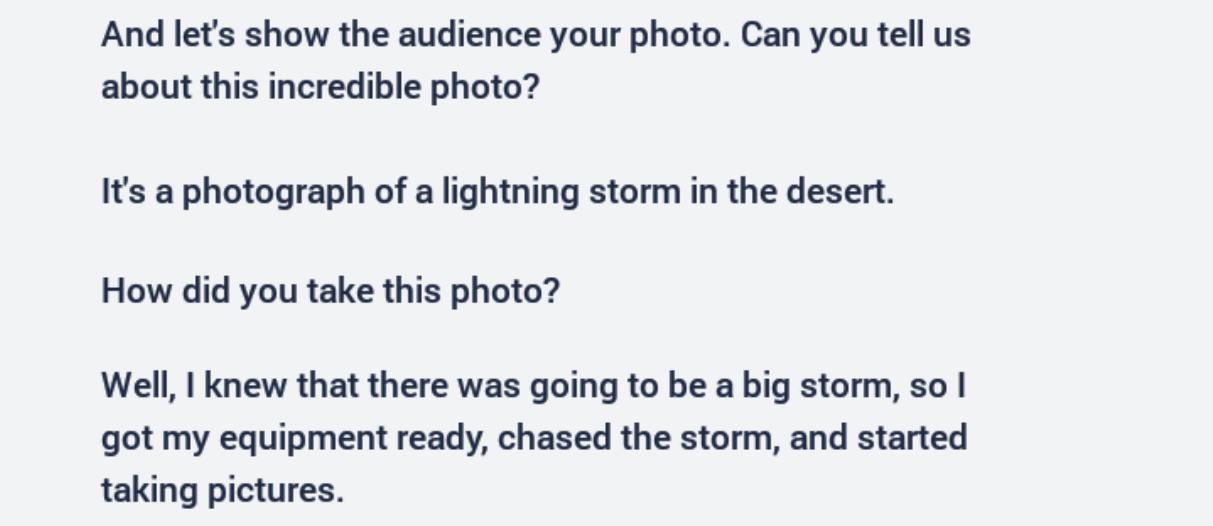 And let's show the audience your photo. Can you tell us
about this incredible photo?
It's a photograph of a lightning storm in the desert.
How did you take this photo?
Well, I knew that there was going to be a big storm, so I
got my equipment ready, chased the storm, and started
taking pictures.